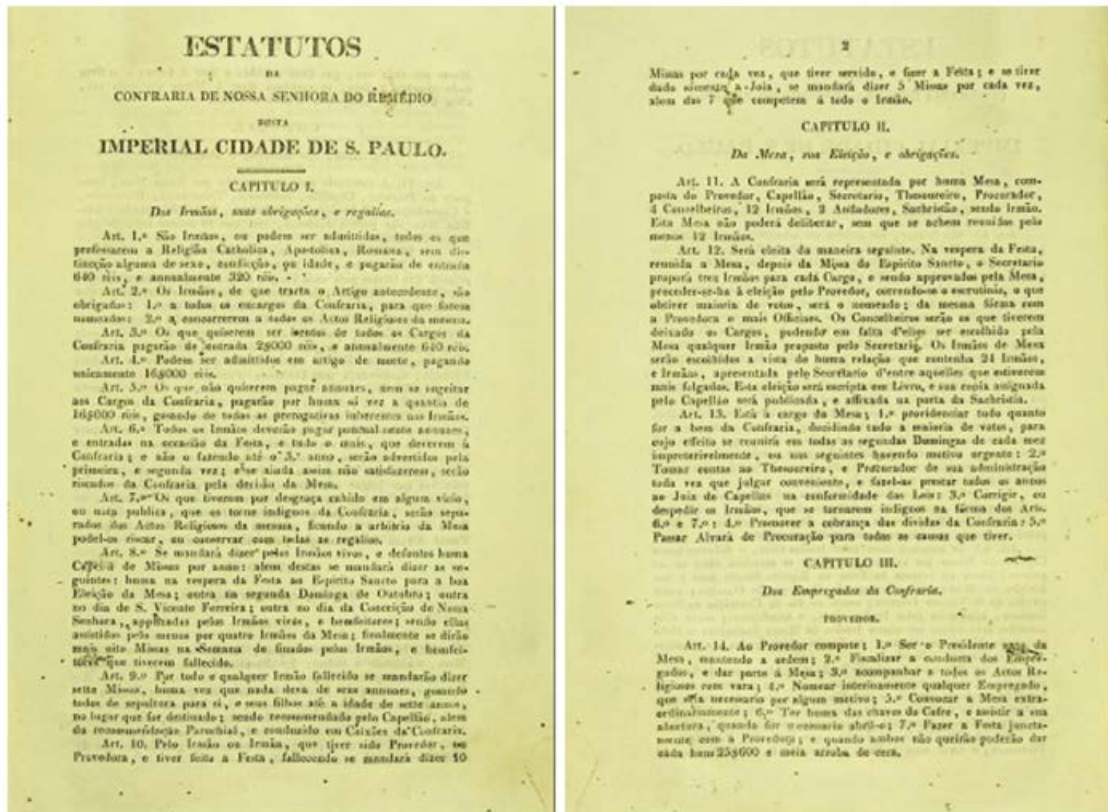 ESTATUTOS
DA
CONFRARIA DE NOSSA SENHORA DO REMEDIO
DESTA
IMPERIAL CIDADE DE S. PAULO.
CAPITULO I.
Dos Irmãos, suas obrigações, e regalias.
Art. 1.º São Irmãos, ou podem ser admittidos, todos os que
professarem a Religião Catholica, Apostolica, Romana, sem dis-
tincção alguma de sexo, condicção, ou idade, e pagarão de entrada
640 réis, e annualmente 320 réis.
Art. 2.º Os Irmãos, de que tracta o Artigo antecedente, são
obrigados: 1.º a todos os encargos da Confraria, para que forem
nomeados: 2.º a concorrerem a todos os Actos Religiosos da mesma.
Art. 3.º Os que quiserem ser isentos de todos os Cargos da
Confraria pagarão de entrada 2$000 réis, e annualmente 640 réis.
Art. 4.º Podem ser admittidos em artigo de morte, pagando
unicamente 16$000 réis.
Art. 5.º Os que não quiserem pagar annuaes, nem se sugeitar
aos Cargos da Confraria, pagarão por huma só vez a quantia de
16$000 réis, gosando de todas as prerogativas inherentes aos Irmãos.
Art. 6.º Todos os Irmãos deverão pagar pontualmente annuaes,
e entradas na occasião da Festa, e tudo o mais, que deverem á
Confraria; e não o fazendo até o 3.º anno, serão advertidos pela
primeira, e segunda vez; e se ainda assim não satisfazerem, serão
riscados da Confraria pela decisão da Mesa.
Art. 7.º Os que tiverem por desgraça cahido em algum vicio,
ou nota publica, que os torne indignos da Confraria, serão sepa-
rados dos Actos Religiosos da mesma, ficando a arbitrio da Mesa
podel-os riscar, ou conservar com todas as regalias.
Art. 8.º Se mandará dizer pelos Irmãos vivos, e defuntos huma
Capella de Missas por anno: alem destas se mandará dizer as se-
guintes: huma na vespera da Festa ao Espirito Sancto para a boa
Eleição da Mesa; outra na segunda Dominga de Outubro; outra
no dia de S. Vicente Ferreira; outra no dia da Conceição de Nossa
Senhora, applicadas pelos Irmãos vivos, e bemfeitores; sendo ellas
assistidas pelo menos por quatro Irmãos da Mesa; finalmente se dirão
mais oito Missas na Semana de finados pelos Irmãos, e bemfei-
tores que tiverem fallecido.
Art. 9.º Por todo e qualquer Irmão fallecido se mandarão dizer
sette Missas, huma vez que nada deva de seus annuaes, gosando
todos de sepultura para si, e seus filhos até a idade de sette annos,
no lugar que for destinado; sendo recommendado pelo Capellão, alem
da recommendação Parochial, e conduzido em Caixões da Confraria.
Art. 10. Pelo Irmão ou Irmãa, que tiver sido Provedor, ou
Provedora, e tiver feito a Festa, fallecendo se mandará dizer 10
2
Missas por cada vez, que tiver servido, e fizer a Festa; e se tiver
dado sómente a Joia, se mandará dizer 5 Missas por cada vez,
alem das 7 que competem á todo o Irmão.
CAPITULO II.
Da Mesa, sua Eleição, e obrigações.
Art. 11. A Confraria será representada por huma Mesa, com-
posta do Provedor, Capellão, Secretario, Thesoureiro, Procurador,
4 Conselheiros, 12 Irmãos, 2 Andadores, Sachristão, sendo Irmão.
Esta Mesa não poderá deliberar, sem que se achem reunidos pelo
menos 12 Irmãos.
Art. 12. Será eleita da maneira seguinte. Na vespera da Festa,
reunida a Mesa, depois da Missa do Espirito Sancto, o Secretario
proporá tres Irmãos para cada Cargo, e sendo approvados pela Mesa,
proceder-se-ha á eleição pelo Provedor, correndo-se o escrutinio, o que
obtiver maioria de votos, será o nomeado; da mesma fórma com
a Provedora e mais Officiaes. Os Concelheiros serão os que tiverem
deixado os Cargos, podendo em falta d'elles ser escolhido pela
Mesa qualquer Irmão proposto pelo Secretario. Os Irmãos de Mesa
serão escolhidos a vista de huma relação que contenha 24 Irmãos,
e Irmãas, apresentada pelo Secretario d'entre aquelles que estiverem
mais folgados. Esta eleição será escripta em Livro, e sua copia assignada
pelo Capellão será publicada, e affixada na porta da Sachristia.
Art. 13. Está à cargo da Mesa; 1.º providenciar tudo quanto
for a bem da Confraria, decidindo tudo a maioria de votos, para
cujo effeito se reunirá em todas as segundas Domingas de cada mez
impreterivelmente, ou nas seguintes havendo motivo urgente: 2.º
Tomar contas ao Thesoureiro, e Procurador de sua administração
toda vez que julgar conveniente, e fazel-as prestar todos os annos
ao Juiz de Capellas na conformidade das Leis: 3.º Corrigir, ou
despedir os Irmãos, que se tornarem indignos na fórma dos Arts.
6.º e 7.º: 4.º Promover a cobrança das dividas da Confraria: 5.º
Passar Alvará de Procuração para todas as causas que tiver.
CAPITULO III.
Dos Empregados da Confraria.
PROVEDOR.
Art. 14. Ao Provedor compete: 1.º Ser o Presidente da
Mesa, mantendo a ordem; 2.º Fiscalizar a conducta dos Empre-
gados, e dar parte á Mesa; 3.º acompanhar a todos os Actos Re-
ligiosos com vara; 4.º Nomear interinamente qualquer Empregado,
que seja necessario por algum motivo; 5.º Convocar a Mesa extra-
ordinariamente; 6.º Ter huma das chaves do Cofre, e assistir a sua
abertura, quando for necessario abril-o; 7.º Fazer a Festa juncta-
mente com a Provedora; e quando ambos não queirão poderão dar
cada hum 25$600 e meia arroba de cera.